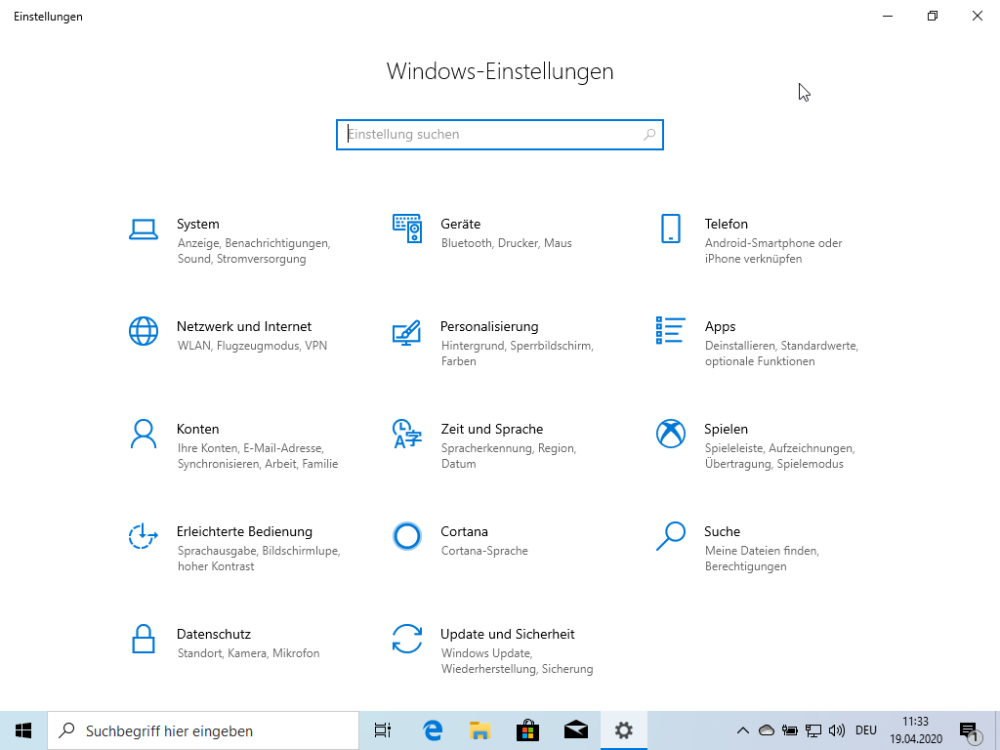 Einstellungen
Windows-Einstellungen
Einstellung suchen
System
Anzeige, Benachrichtigungen,
Sound, Stromversorgung
Geräte
Bluetooth, Drucker, Maus
Telefon
Android-Smartphone oder
iPhone verknüpfen
Netzwerk und Internet
WLAN, Flugzeugmodus, VPN
Personalisierung
Hintergrund, Sperrbildschirm,
Farben
Apps
Deinstallieren, Standardwerte,
optionale Funktionen
Konten
Ihre Konten, E-Mail-Adresse,
Synchronisieren, Arbeit, Familie
Zeit und Sprache
Spracherkennung, Region,
Datum
Spielen
Spieleleiste, Aufzeichnungen,
Übertragung, Spielemodus
Erleichterte Bedienung
Sprachausgabe, Bildschirmlupe,
hoher Kontrast
Cortana
Cortana-Sprache
Suche
Meine Dateien finden,
Berechtigungen
Datenschutz
Standort, Kamera, Mikrofon
Update und Sicherheit
Windows Update,
Wiederherstellung, Sicherung
Suchbegriff hier eingeben
DEU
11:33
19.04.2020
1